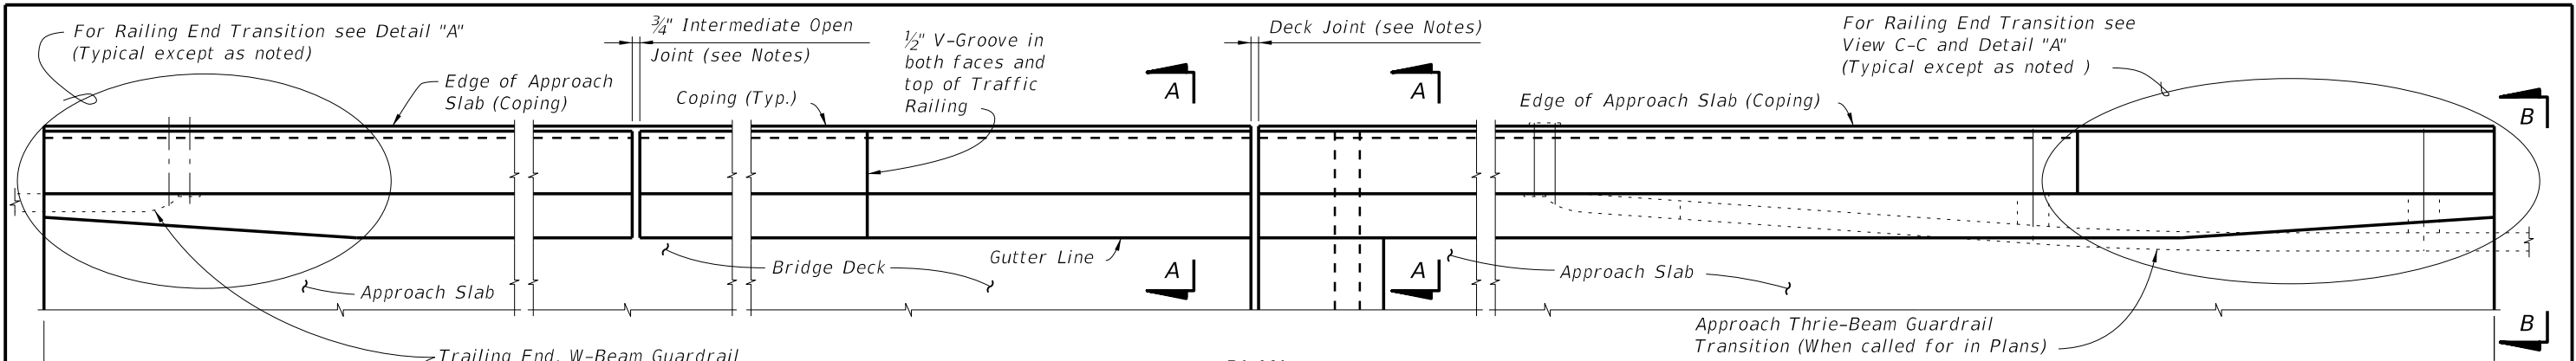 For Railing End Transition see Detail "A"
(Typical except as noted)
Edge of Approach
Slab (Coping)
¾" Intermediate Open
Joint (see Notes)
Coping (Typ.)
½" V-Groove in
both faces and
top of Traffic
Railing
A
A
Deck Joint (see Notes)
Edge of Approach Slab (Coping)
For Railing End Transition see
View C-C and Detail "A"
(Typical except as noted )
B
Approach Slab
Bridge Deck
Gutter Line
A
A
Approach Slab
Approach Thrie-Beam Guardrail
Transition (When called for in Plans)
B
Trailing End, W-Beam Guardrail